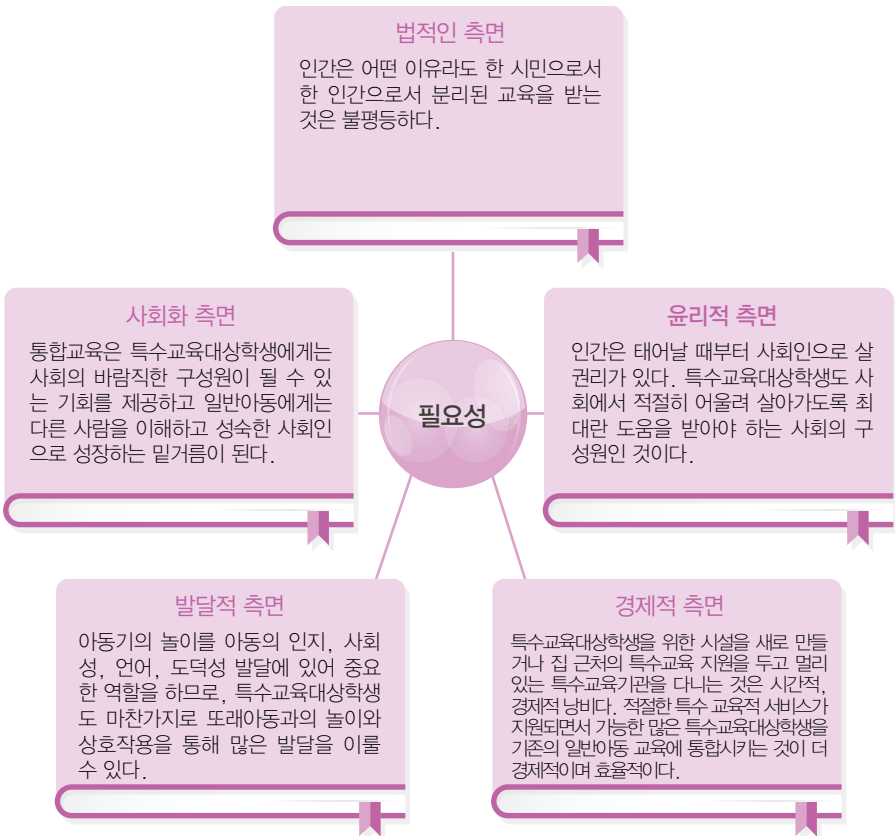 법적인 측면
인간은 어떤 이유라도 한 시민으로서
한 인간으로서 분리된 교육을 받는
것은 불평등하다.
사회화 측면
통합교육은 특수교육대상학생에게는
사회의 바람직한 구성원이 될 수 있
는 기회를 제공하고 일반아동에게는
다른 사람을 이해하고 성숙한 사회인
으로 성장하는 밑거름이 된다.
필요성
윤리적 측면
인간은 태어날 때부터 사회인으로 살
권리가 있다. 특수교육대상학생도 사
회에서 적절히 어울려 살아가도록 최
대란 도움을 받아야 하는 사회의 구
성원인 것이다.
발달적 측면
아동기의 놀이를 아동의 인지, 사회
성, 언어, 도덕성 발달에 있어 중요
한 역할을 하므로, 특수교육대상학생
도 마찬가지로 또래아동과의 놀이와
상호작용을 통해 많은 발달을 이룰
수 있다.
경제적 측면
특수교육대상학생을 위한 시설을 새로 만들
거나 집 근처의 특수교육 지원을 두고 멀리
있는 특수교육기관을 다니는 것은 시간적,
경제적 낭비다. 적절한 특수 교육적 서비스가
지원되면서 가능한 많은 특수교육대상학생을
기존의 일반아동 교육에 통합시키는 것이 더
경제적이며 효율적이다.